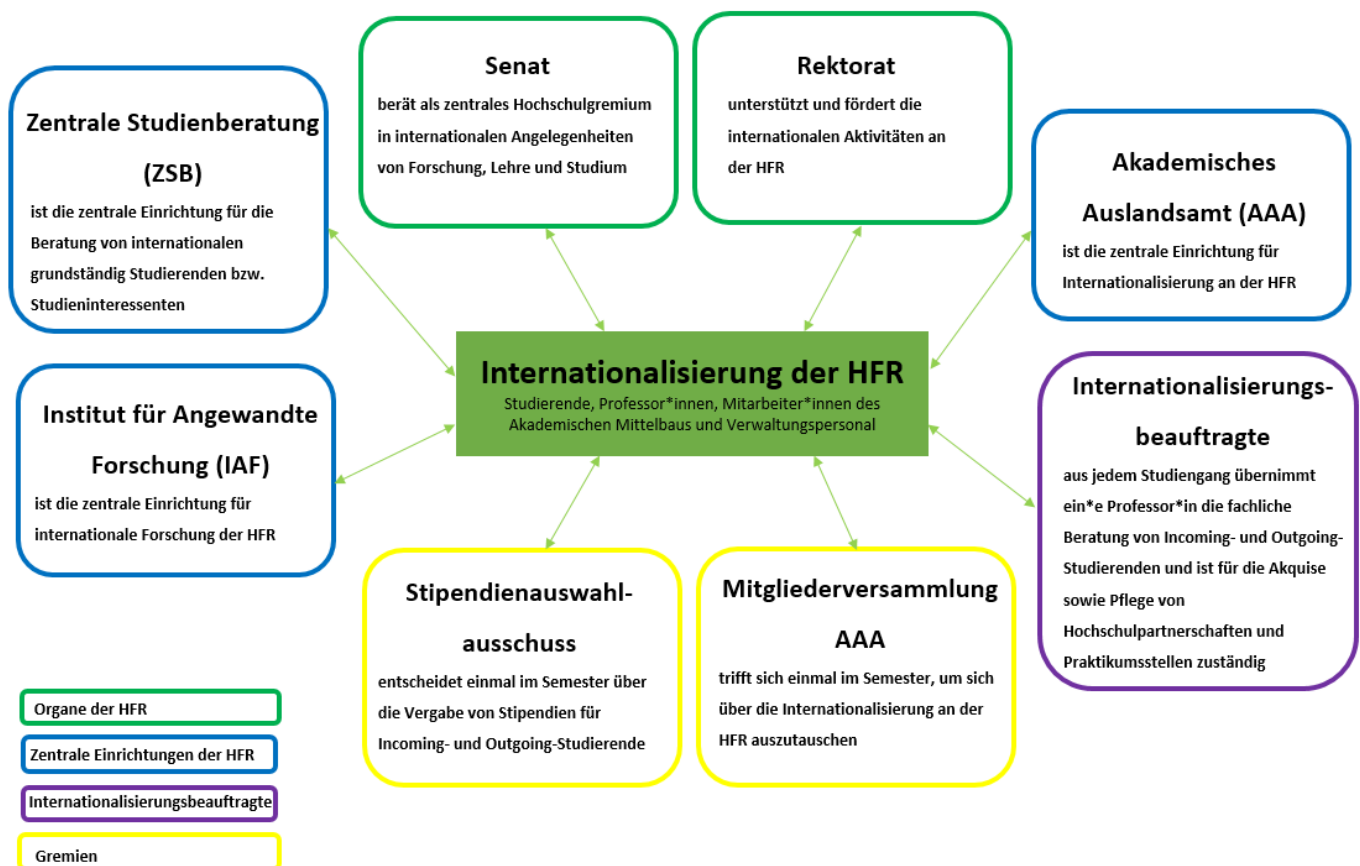 Senat
berät als zentrales Hochschulgremium
in internationalen Angelegenheiten
von Forschung, Lehre und Studium
Rektorat
unterstützt und fördert die
internationalen Aktivitäten an
der HFR
Zentrale Studienberatung
(ZSB)
ist die zentrale Einrichtung für die
Beratung von internationalen
grundständig Studierenden bzw.
Studieninteressenten
Akademisches
Auslandsamt (AAA)
ist die zentrale Einrichtung für
Internationalisierung an der HFR
Internationalisierung der HFR
Studierende, Professor*innen, Mitarbeiter*innen des
Akademischen Mittelbaus und Verwaltungspersonal
Institut für Angewandte
Forschung (IAF)
ist die zentrale Einrichtung für
internationale Forschung der HFR
Internationalisierungs-
beauftragte
aus jedem Studiengang übernimmt
ein*e Professor*in die fachliche
Beratung von Incoming- und Outgoing-
Studierenden und ist für die Akquise
sowie Pflege von
Hochschulpartnerschaften und
Praktikumsstellen zuständig
Stipendienauswahl-
ausschuss
entscheidet einmal im Semester über
die Vergabe von Stipendien für
Incoming- und Outgoing-Studierende
Mitgliederversammlung
AAA
trifft sich einmal im Semester, um sich
über die Internationalisierung an der
HFR auszutauschen
Organe der HFR
Zentrale Einrichtungen der HFR
Internationalisierungsbeauftragte
Gremien